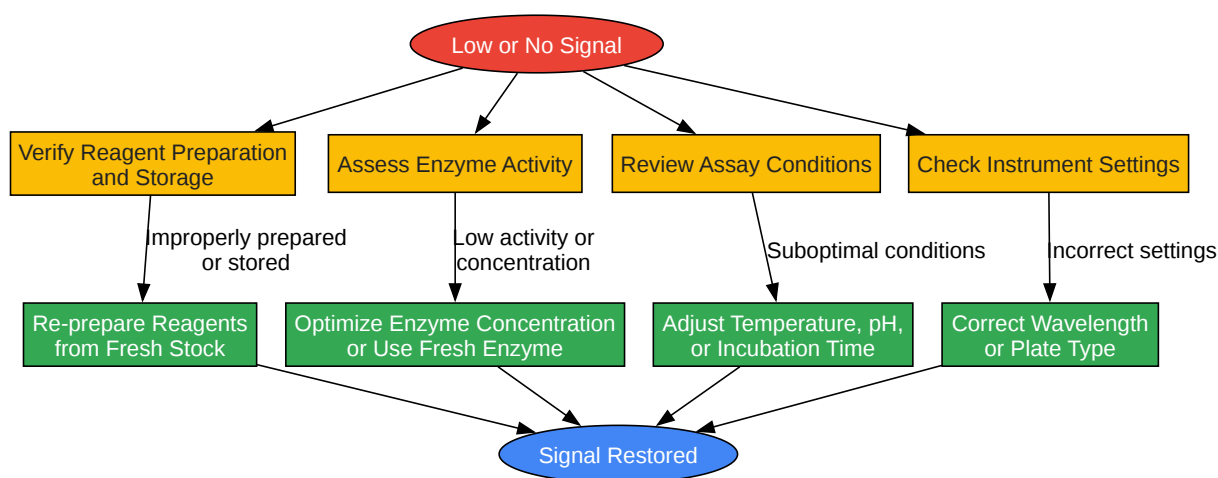 Low or No Signal
Verify Reagent Preparation
and Storage
Assess Enzyme Activity
Review Assay Conditions
Check Instrument Settings
Improperly prepared
or stored
Low activity or
concentration
Suboptimal conditions
Incorrect settings
Re-prepare Reagents
from Fresh Stock
Optimize Enzyme Concentration
or Use Fresh Enzyme
Adjust Temperature, pH,
or Incubation Time
Correct Wavelength
or Plate Type
Signal Restored